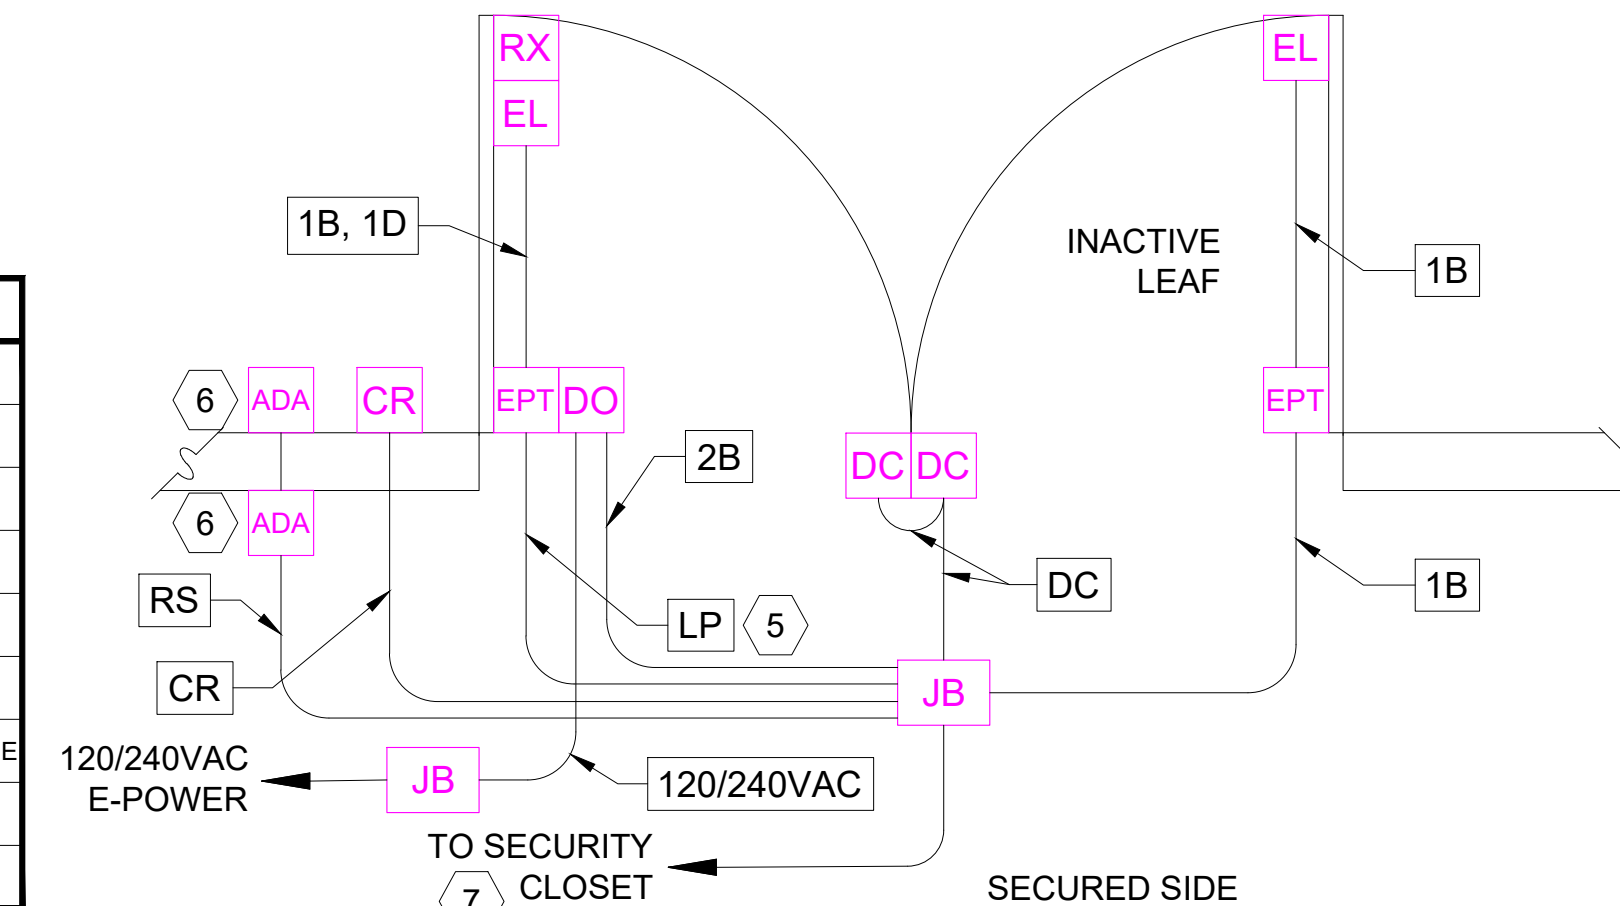 RX
EL
EL
1B, 1D
INACTIVE
LEAF
1B
6
ADA
CR
EPT
DO
EPT
2B
DC
DC
6
ADA
RS
DC
1B
LP
5
CR
JB
120/240VAC
E-POWER
JB
120/240VAC
E
TO SECURITY
CLOSET
7
SECURED SIDE